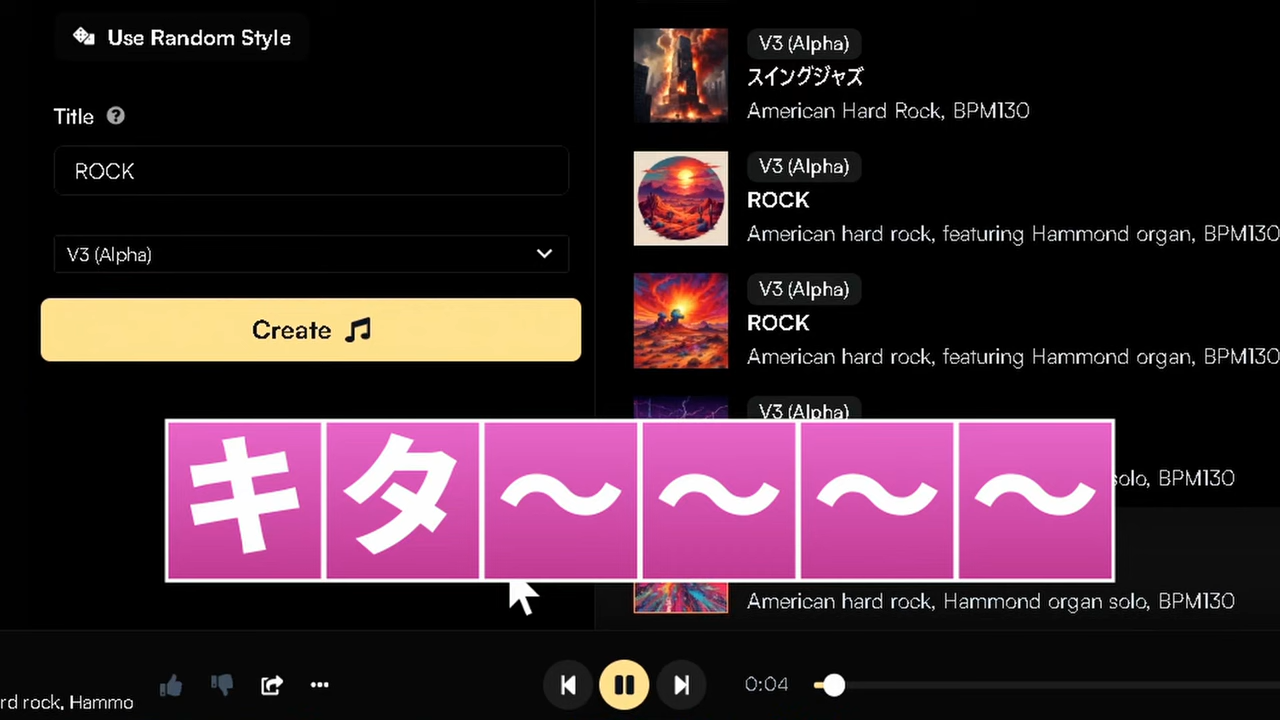 Use Random Style
Title ?
ROCK
V3 (Alpha)
Create
V3 (Alpha)
スイングジャズ
American Hard Rock, BPM130
V3 (Alpha)
ROCK
American hard rock, featuring Hammond organ, BPM130
V3 (Alpha)
ROCK
American hard rock, featuring Hammond organ, BPM130
V3 (Alpha)
solo, BPM130
キタ～～～～
American hard rock, Hammond organ solo, BPM130
rd rock, Hammo
0:04